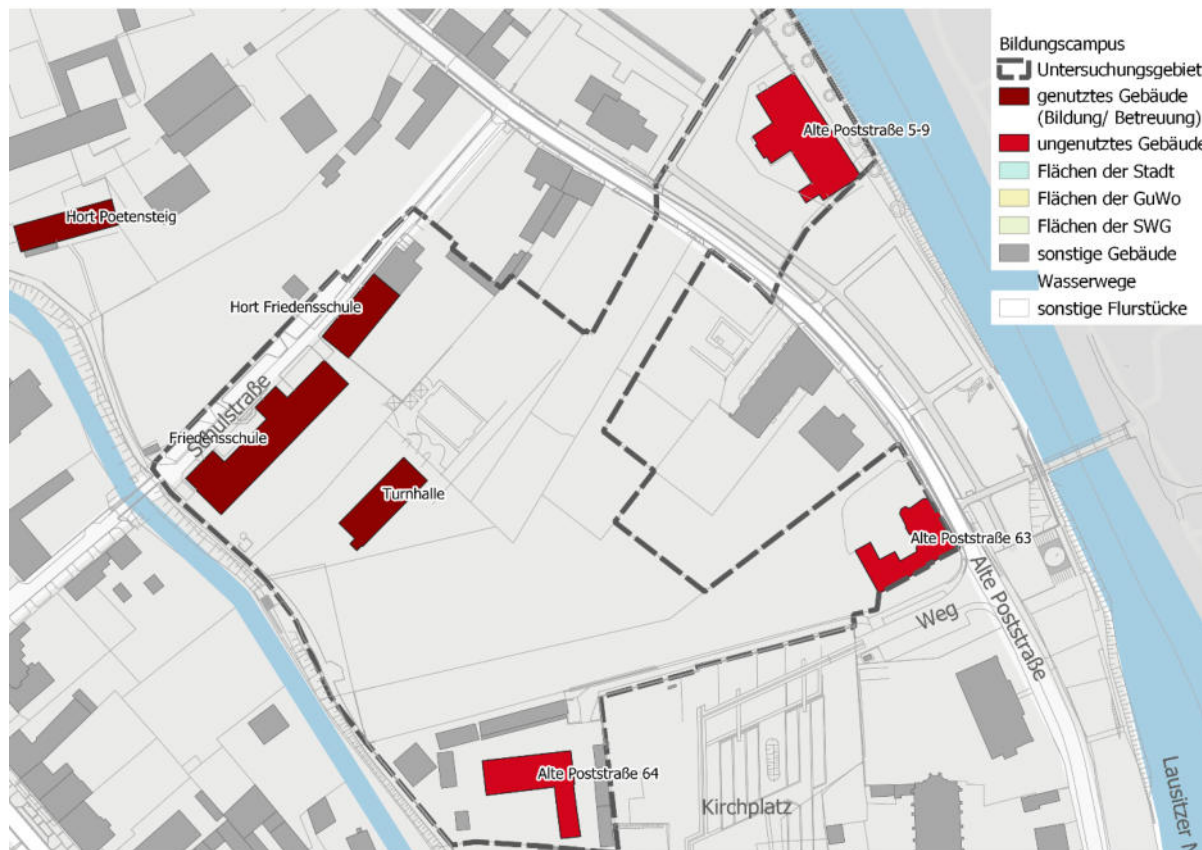 Bildungscampus
Untersuchungsgebiet
genutztes Gebäude
(Bildung/ Betreuung)
ungenutztes Gebäude
Flächen der Stadt
Flächen der GuWo
Flächen der SWG
sonstige Gebäude
Wasserwege
sonstige Flurstücke
Alte Poststraße 5-9
Hort Poetensteig
Hort Friedensschule
Schulstraße
Friedensschule
Turnhalle
Alte Poststraße 63
Alte Poststraße
Weg
Alte Poststraße 64
Kirchplatz
Lausitzer N